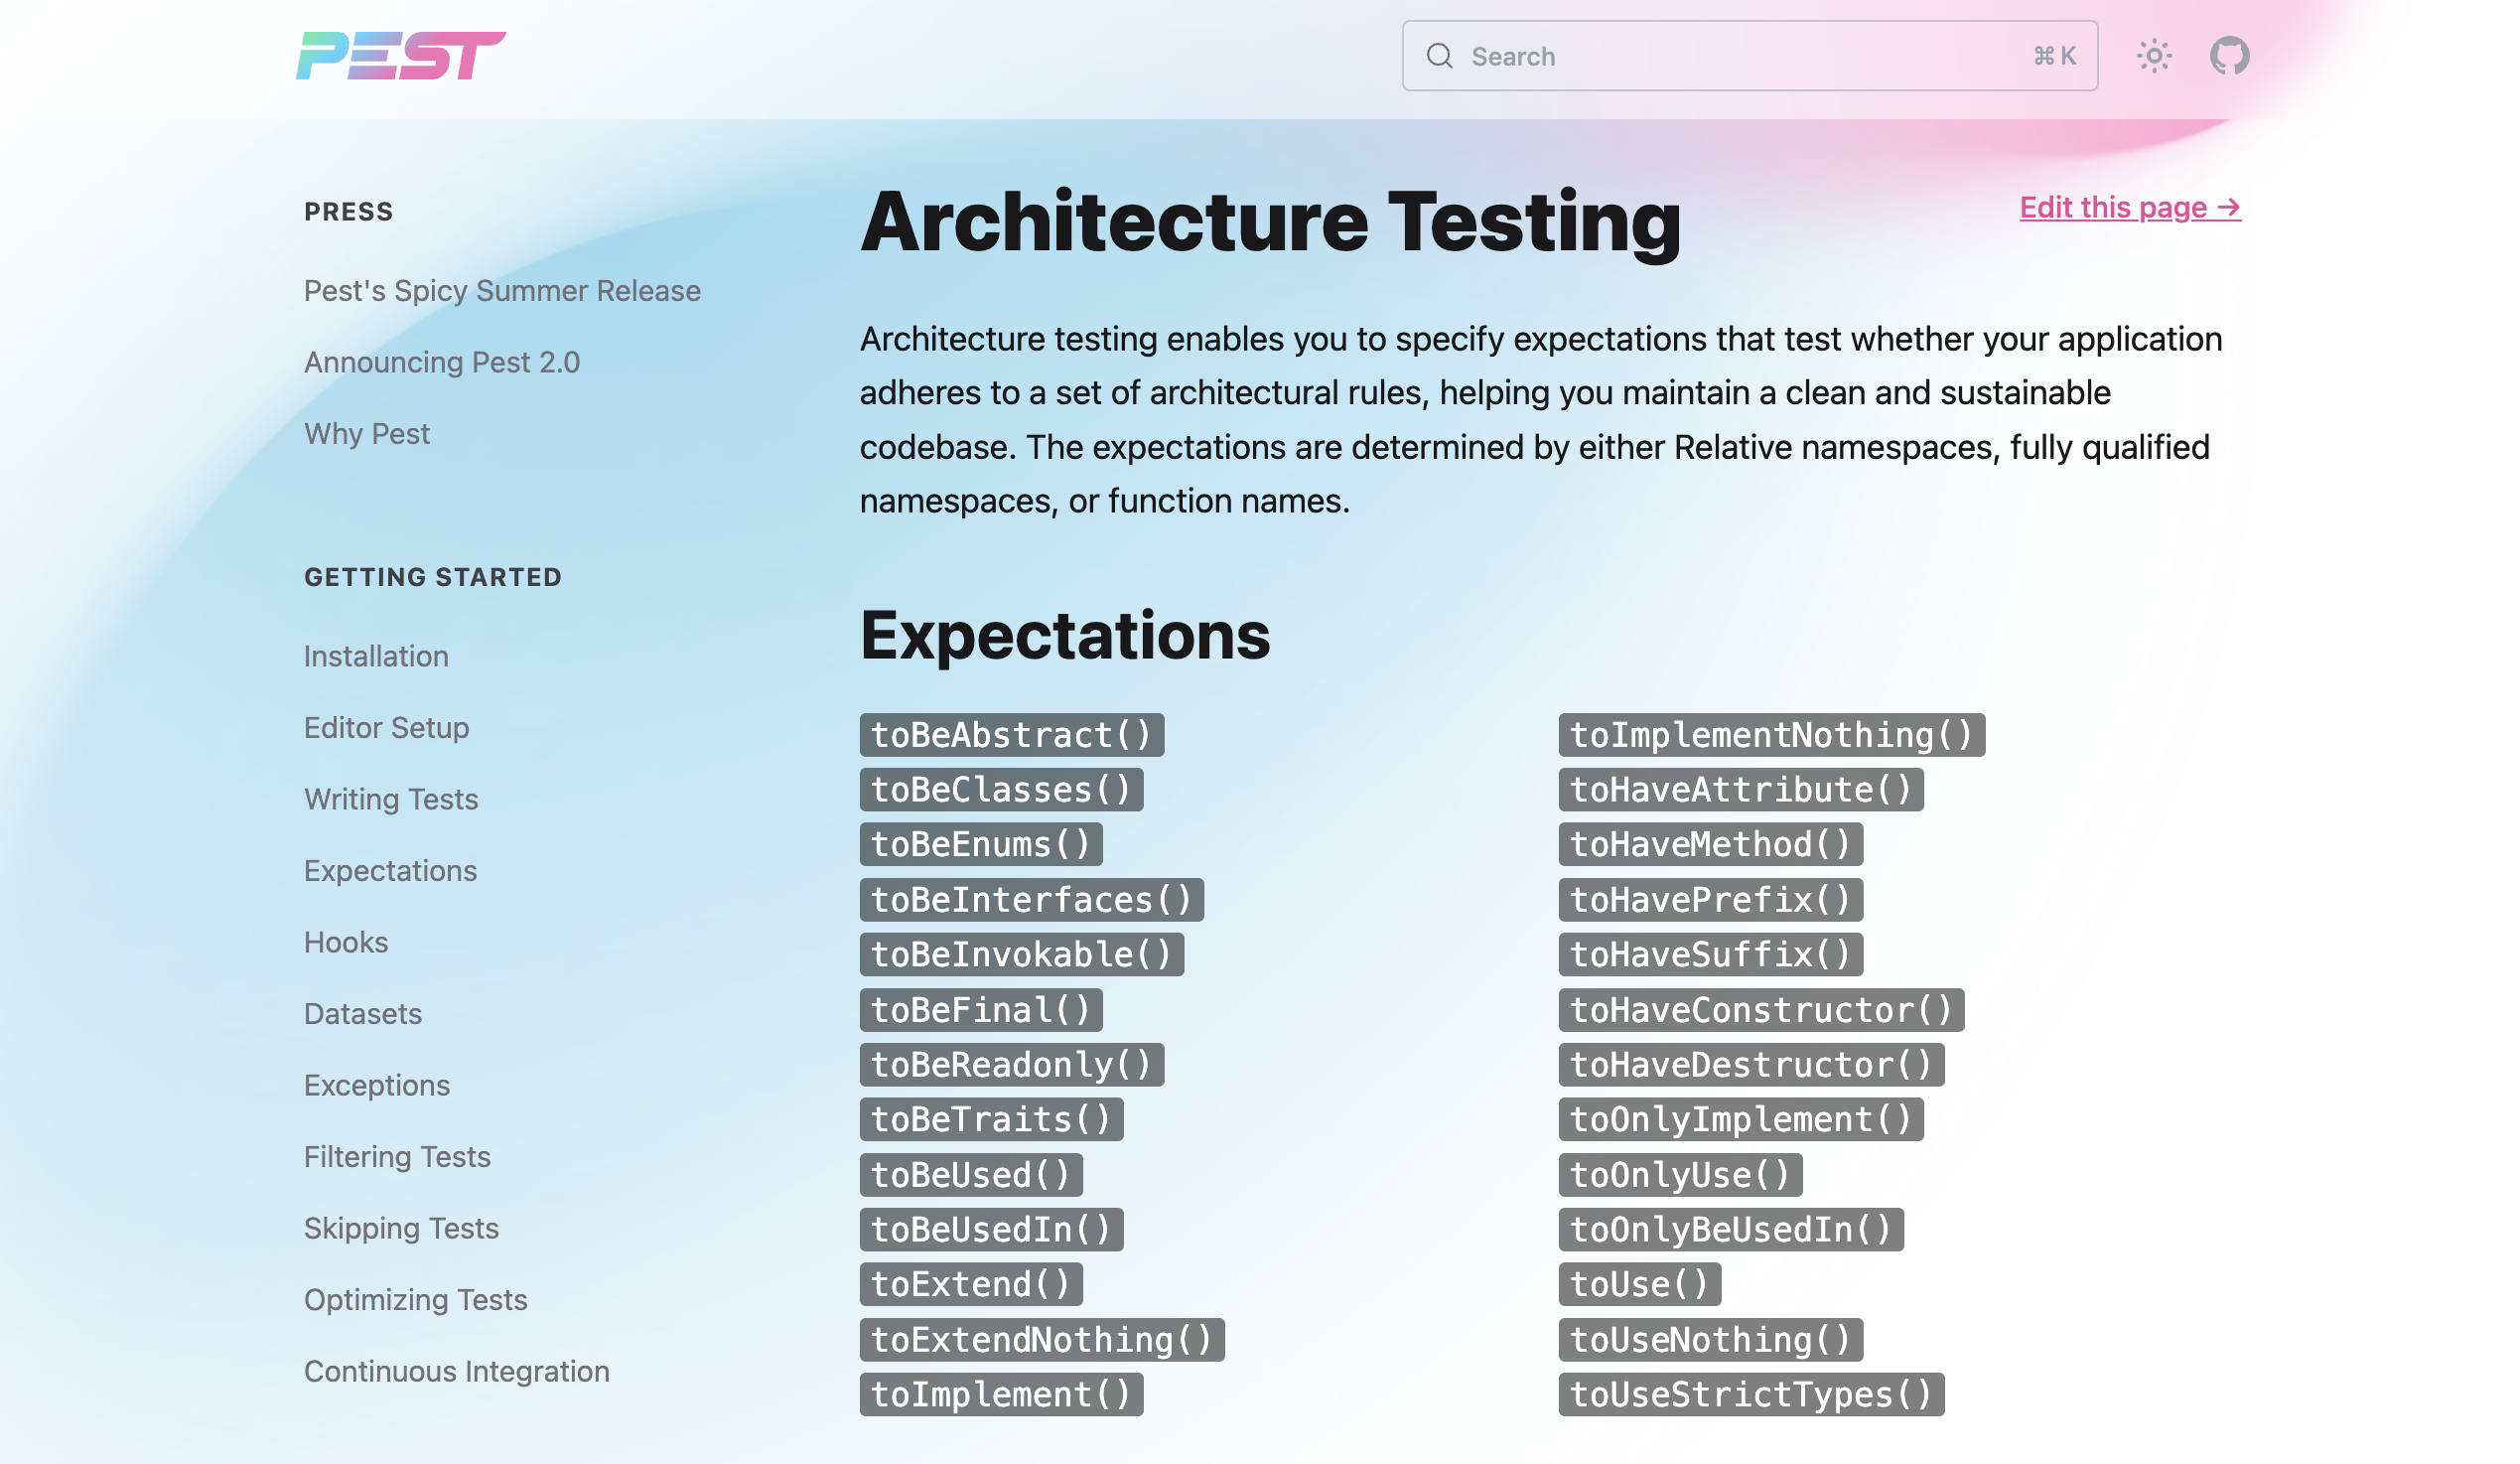 PEST
Search
⌘K
PRESS
Pest's Spicy Summer Release
Announcing Pest 2.0
Why Pest
GETTING STARTED
Installation
Editor Setup
Writing Tests
Expectations
Hooks
Datasets
Exceptions
Filtering Tests
Skipping Tests
Optimizing Tests
Continuous Integration
Architecture Testing
Edit this page →
Architecture testing enables you to specify expectations that test whether your application
adheres to a set of architectural rules, helping you maintain a clean and sustainable
codebase. The expectations are determined by either Relative namespaces, fully qualified
namespaces, or function names.
Expectations
toBeAbstract()
toBeClasses()
toBeEnums()
toBeInterfaces()
toBeInvokable()
toBeFinal()
toBeReadonly()
toBeTraits()
toBeUsed()
toBeUsedIn()
toExtend()
toExtendNothing()
toImplement()
toImplementNothing()
toHaveAttribute()
toHaveMethod()
toHavePrefix()
toHaveSuffix()
toHaveConstructor()
toHaveDestructor()
toOnlyImplement()
toOnlyUse()
toOnlyBeUsedIn()
toUse()
toUseNothing()
toUseStrictTypes()